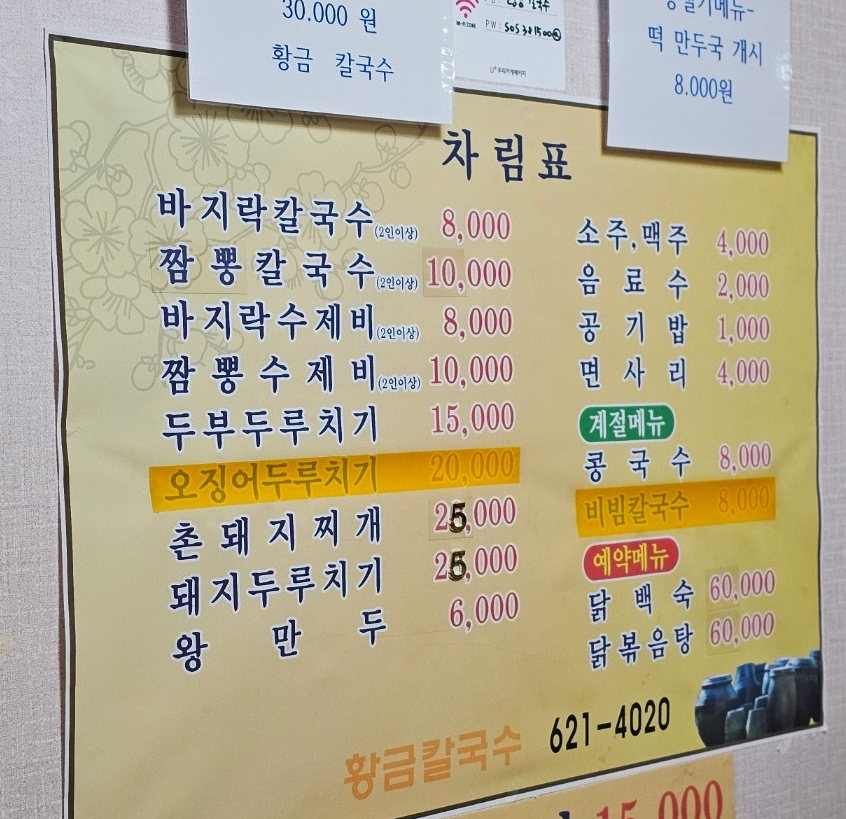 30.000 원
황금 칼국수
PW: SOS381500@
떡 만두국 개시
8.000원
차림표
바지락칼국수(2인이상) 8,000
짬뽕칼국수(2인이상) 10,000
바지락수제비(2인이상) 8,000
짬뽕수제비(2인이상) 10,000
두부두루치기 15,000
오징어두루치기 20,000
촌돼지찌개 25,000
돼지두루치기 25,000
왕만두 6,000
소주,맥주 4,000
음료수 2,000
공기밥 1,000
면사리 4,000
계절메뉴
콩국수 8,000
비빔칼국수 8,000
예약메뉴
닭백숙 60,000
닭볶음탕 60,000
황금칼국수 621-4020
15,000